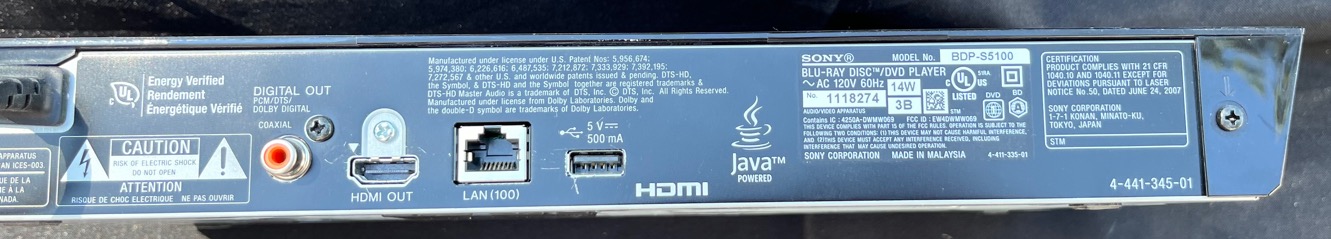 APPARATUS
AN ICES-003.
UE DE LA
ME À LA
NADA.
UL
Energy Verified
Rendement
Énergétique Vérifié
CAUTION
RISK OF ELECTRIC SHOCK
DO NOT OPEN
ATTENTION
RISQUE DE CHOC ELECTRIQUE NE PAS OUVRIR
DIGITAL OUT
PCM/DTS/
DOLBY DIGITAL
COAXIAL
HDMI OUT
Manufactured under license under U.S. Patent Nos: 5,956,674;
5,974,380; 6,226,616; 6,487,535; 7,212,872; 7,333,929; 7,392,195;
7,272,567 & other U.S. and worldwide patents issued & pending. DTS-HD,
the Symbol, & DTS-HD and the Symbol together are registered trademarks &
DTS-HD Master Audio is a trademark of DTS, Inc. © DTS, Inc. All Rights Reserved.
Manufactured under license from Dolby Laboratories. Dolby and
the double-D symbol are trademarks of Dolby Laboratories.
LAN (100)
5 V
500 mA
HDMI
Java™
POWERED
SONY® MODEL No. BDP-S5100
BLU-RAY DISC™/DVD PLAYER
AC 120V 60Hz 14W
No. 1118274 3B
AUDIO/VIDEO APPARATUS STM
UL US
LISTED
DVD BD
Contains IC : 4250A-DWMW069 FCC ID : EW4DWMW069
THIS DEVICE COMPLIES WITH PART 15 OF THE FCC RULES. OPERATION IS SUBJECT TO THE
FOLLOWING TWO CONDITIONS: (1) THIS DEVICE MAY NOT CAUSE HARMFUL INTERFERENCE,
AND (2) THIS DEVICE MUST ACCEPT ANY INTERFERENCE RECEIVED, INCLUDING
INTERFERENCE THAT MAY CAUSE UNDESIRED OPERATION.
SONY CORPORATION MADE IN MALAYSIA 4-411-335-01
CERTIFICATION
PRODUCT COMPLIES WITH 21 CFR
1040.10 AND 1040.11 EXCEPT FOR
DEVIATIONS PURSUANT TO LASER
NOTICE No.50, DATED JUNE 24, 2007
SONY CORPORATION
1-7-1 KONAN, MINATO-KU,
TOKYO, JAPAN
STM
4-441-345-01